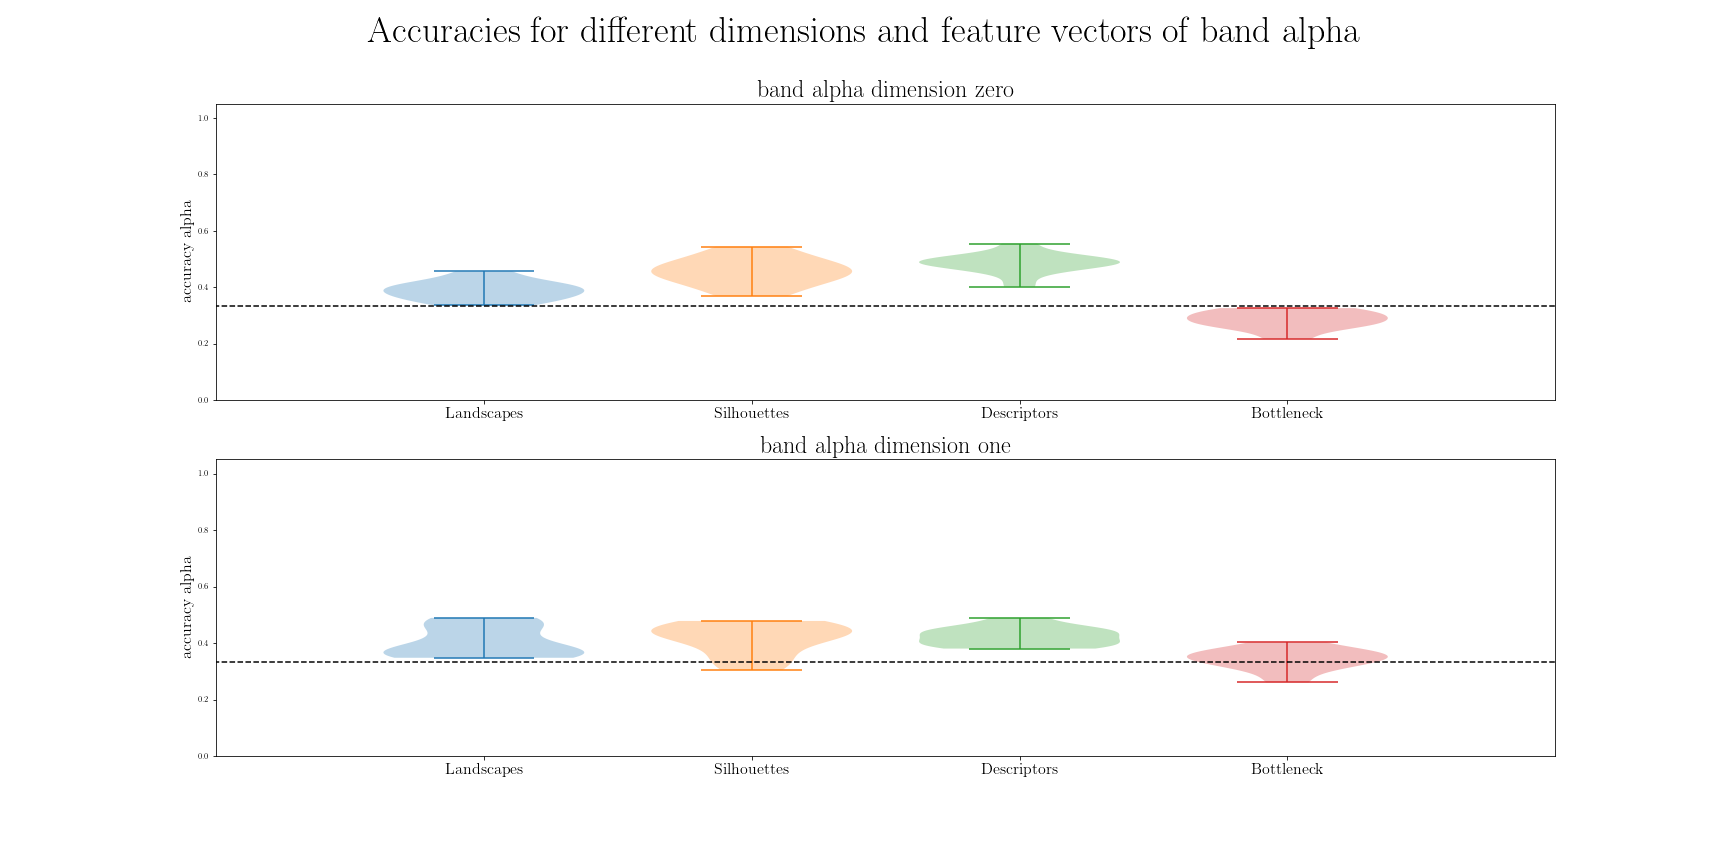 Accuracies for different dimensions and feature vectors of band alpha
band alpha dimension zero
accuracy alpha
1.0
0.8
0.6
0.4
0.2
0.0
Landscapes Silhouettes Descriptors Bottleneck
band alpha dimension one
accuracy alpha
1.0
0.8
0.6
0.4
0.2
0.0
Landscapes Silhouettes Descriptors Bottleneck